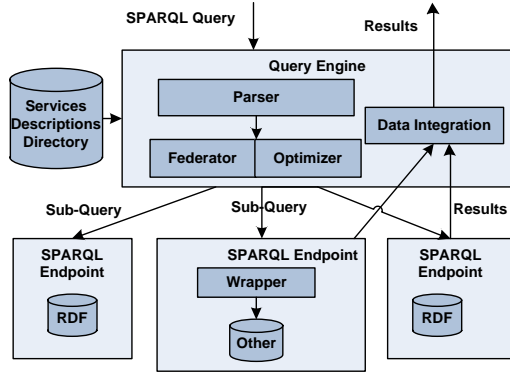 SPARQL Query
Results
Query Engine
Services
Descriptions
Directory
Parser
Federator
Optimizer
Data Integration
Sub-Query
Sub-Query
Results
SPARQL
Endpoint
RDF
SPARQL Endpoint
Wrapper
Other
SPARQL
Endpoint
RDF